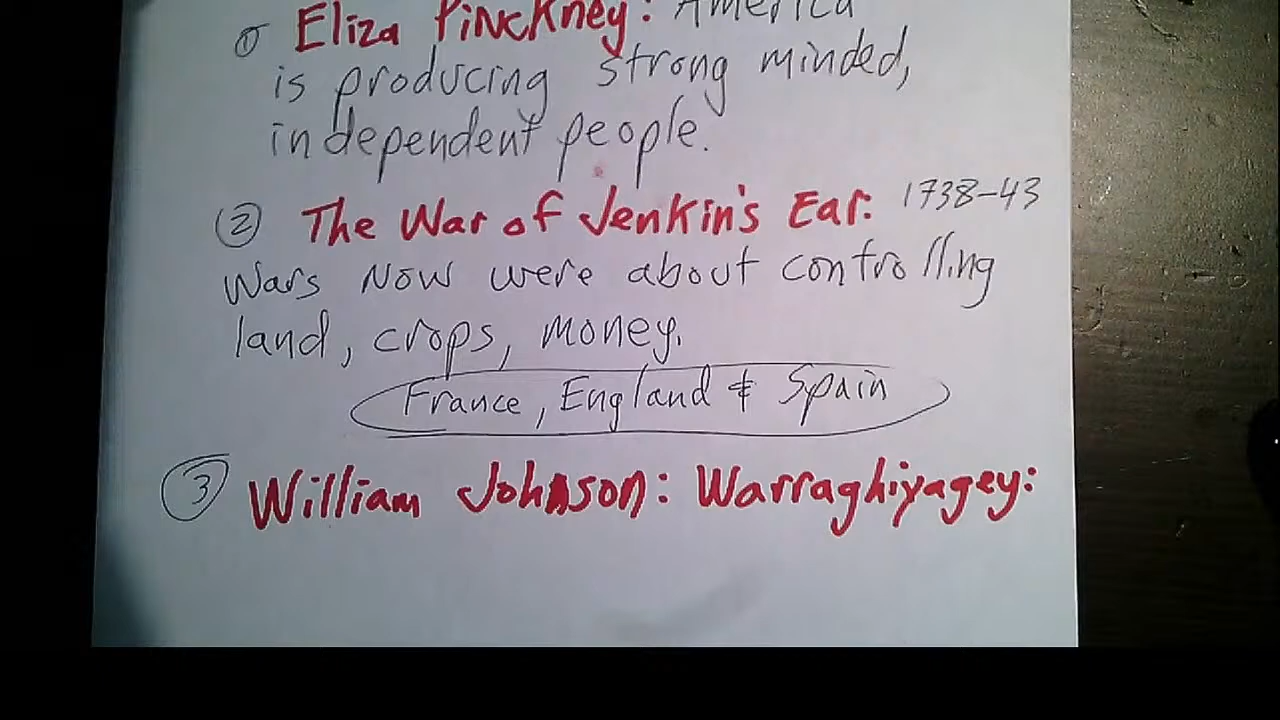 ① Eliza Pinckney: America
is producing strong minded,
independent people.
② The War of Jenkin's Ear: 1738-43
Wars Now were about controlling
land, crops, money.
France, England & Spain
③ William Johnson: Warraghiyagey: